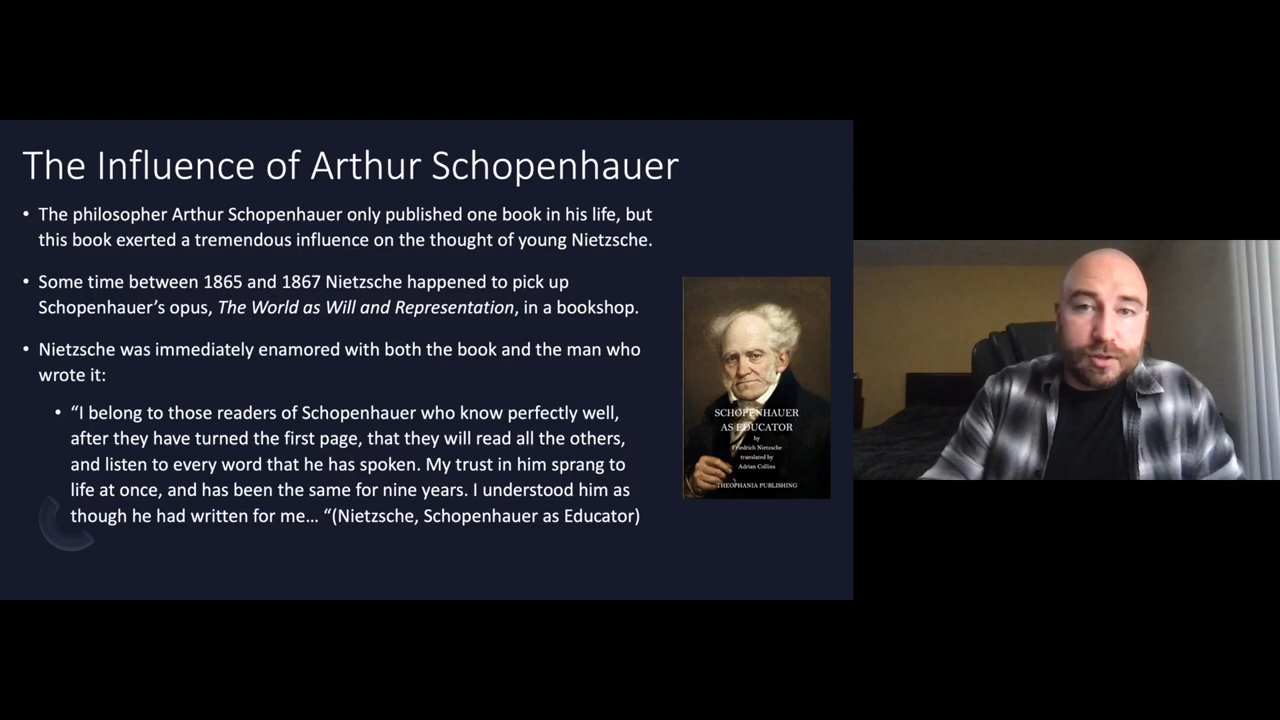 The Influence of Arthur Schopenhauer
• The philosopher Arthur Schopenhauer only published one book in his life, but
this book exerted a tremendous influence on the thought of young Nietzsche.
• Some time between 1865 and 1867 Nietzsche happened to pick up
Schopenhauer’s opus, The World as Will and Representation, in a bookshop.
• Nietzsche was immediately enamored with both the book and the man who
wrote it:
• “I belong to those readers of Schopenhauer who know perfectly well,
after they have turned the first page, that they will read all the others,
and listen to every word that he has spoken. My trust in him sprang to
life at once, and has been the same for nine years. I understood him as
though he had written for me… “(Nietzsche, Schopenhauer as Educator)
SCHOPENHAUER
AS EDUCATOR
by
Friedrich Nietzsche
translated by
Adrian Collins
THEOPHANIA PUBLISHING